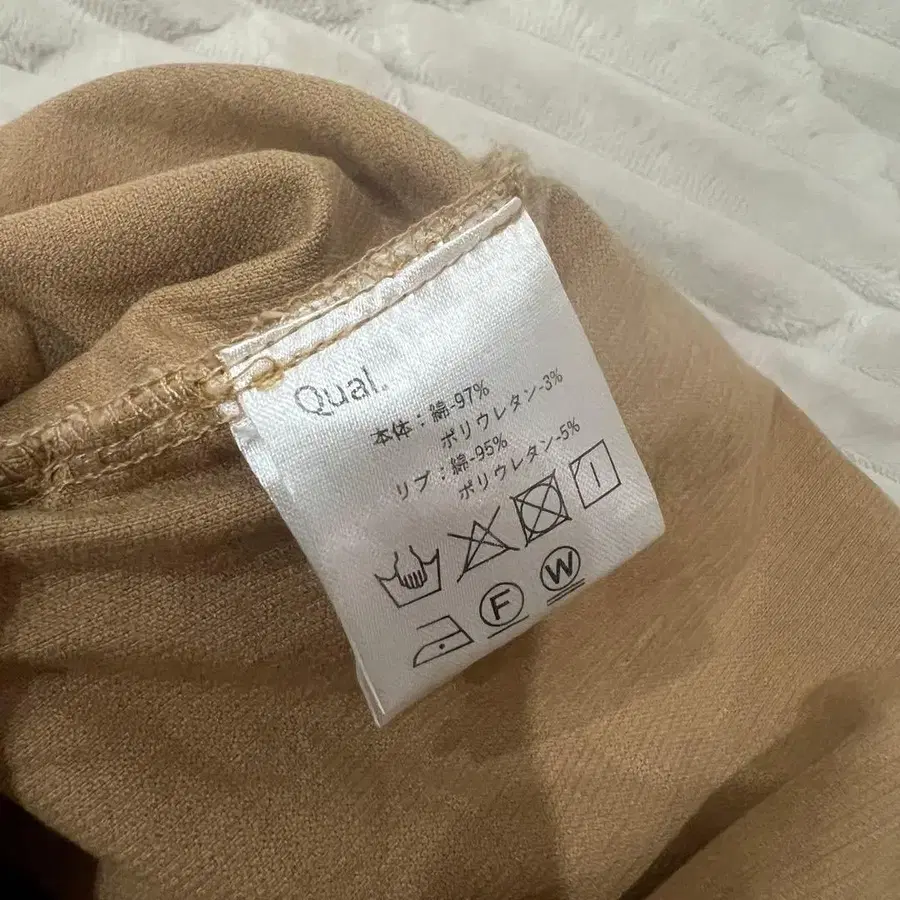 Qual.
本体：綿-97%
ポリウレタン-3%
リブ：綿-95%
ポリウレタン-5%
F W